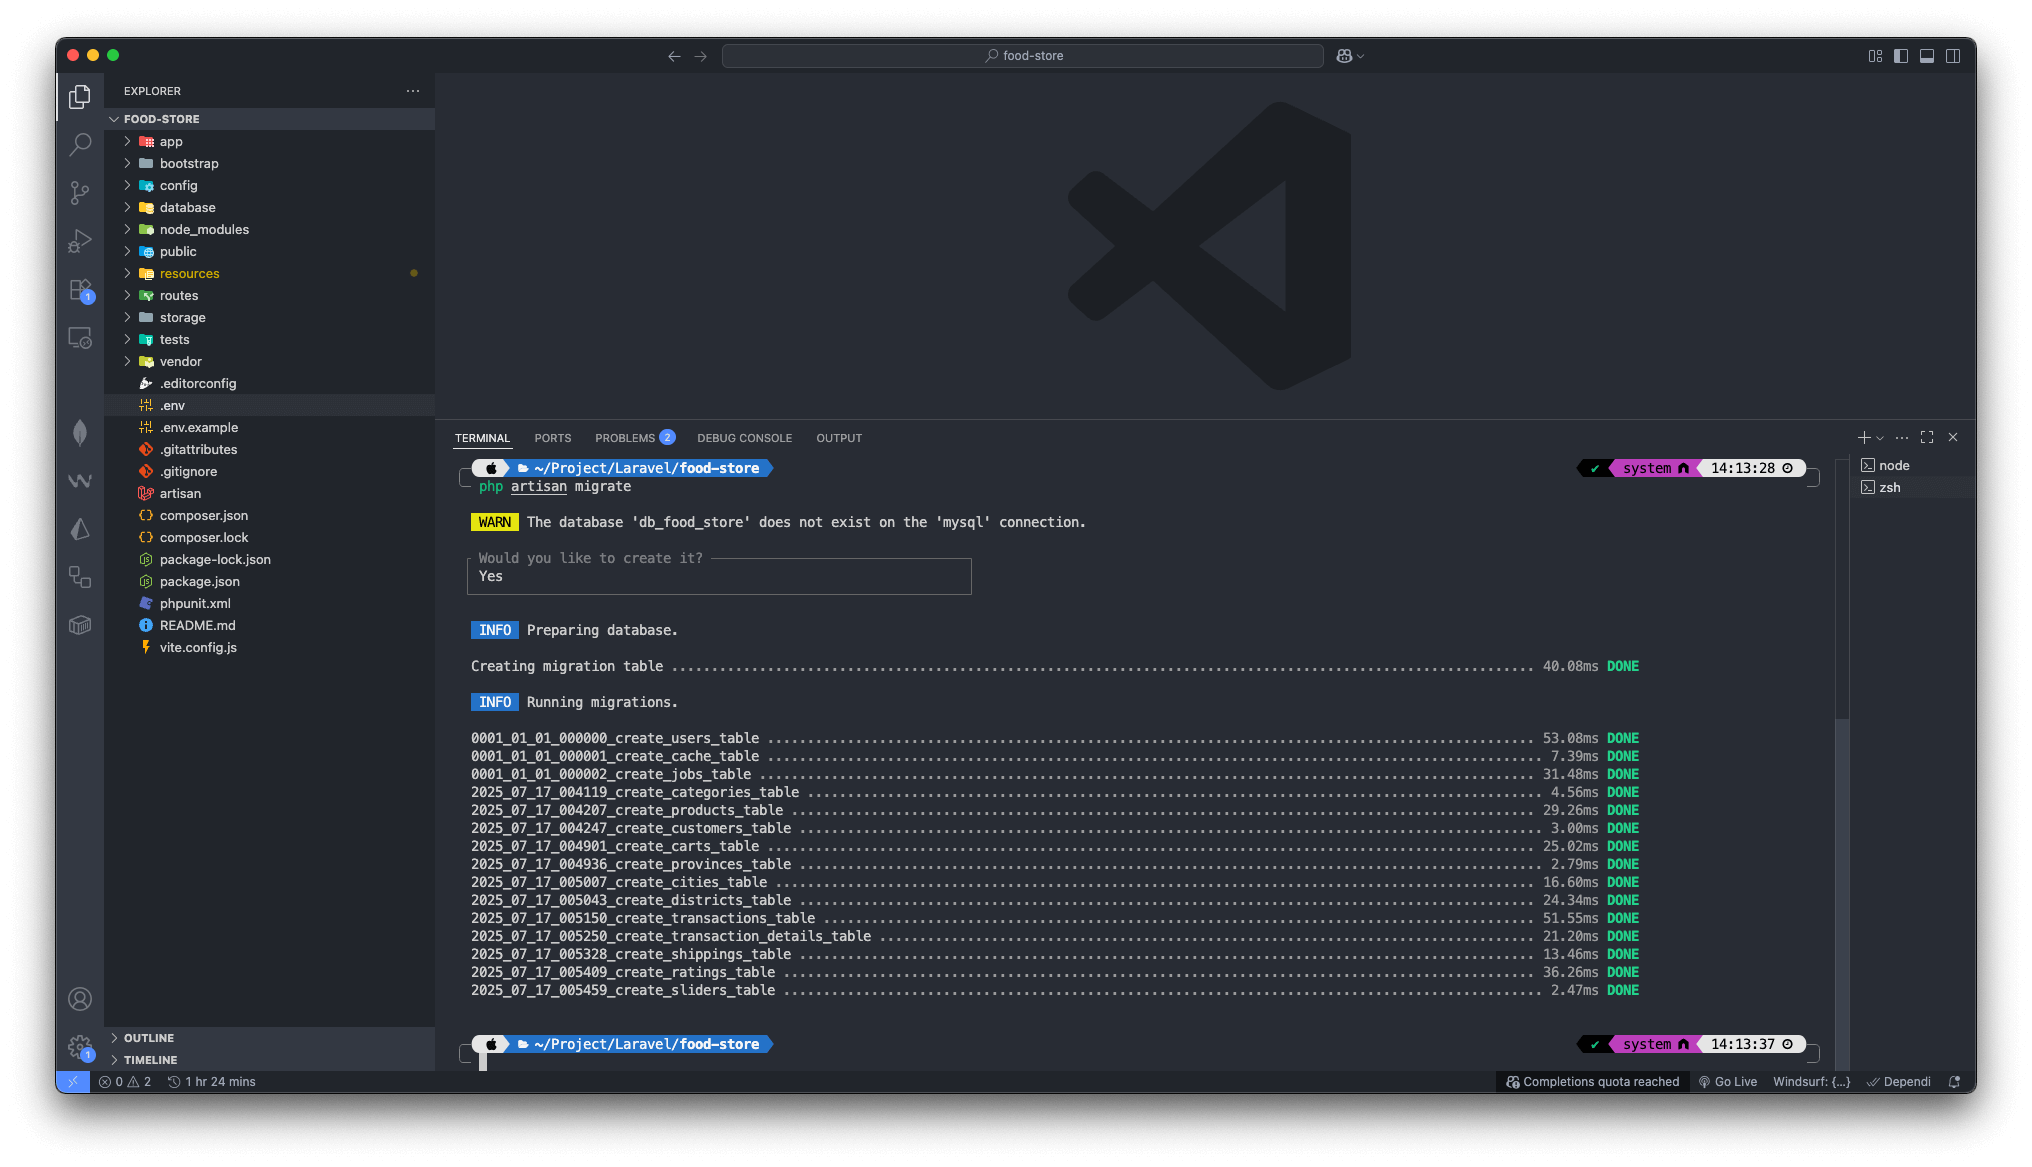 food-store
EXPLORER
FOOD-STORE
app
bootstrap
config
database
node_modules
public
resources
routes
storage
tests
vendor
.editorconfig
.env
.env.example
.gitattributes
.gitignore
artisan
composer.json
composer.lock
package-lock.json
package.json
phpunit.xml
README.md
vite.config.js
OUTLINE
TIMELINE
1
1
TERMINAL PORTS PROBLEMS 2 DEBUG CONSOLE OUTPUT
node
zsh
~/Project/Laravel/food-store system 14:13:28
php artisan migrate
WARN The database 'db_food_store' does not exist on the 'mysql' connection.
Would you like to create it?
Yes
INFO Preparing database.
Creating migration table ............................................................................................................ 40.08ms DONE
INFO Running migrations.
0001_01_01_000000_create_users_table ................................................................................................ 53.08ms DONE
0001_01_01_000001_create_cache_table ................................................................................................. 7.39ms DONE
0001_01_01_000002_create_jobs_table ................................................................................................. 31.48ms DONE
2025_07_17_004119_create_categories_table ............................................................................................ 4.56ms DONE
2025_07_17_004207_create_products_table ............................................................................................. 29.26ms DONE
2025_07_17_004247_create_customers_table ............................................................................................. 3.00ms DONE
2025_07_17_004901_create_carts_table ................................................................................................ 25.02ms DONE
2025_07_17_004936_create_provinces_table ............................................................................................. 2.79ms DONE
2025_07_17_005007_create_cities_table ............................................................................................... 16.60ms DONE
2025_07_17_005043_create_districts_table ............................................................................................ 24.34ms DONE
2025_07_17_005150_create_transactions_table ......................................................................................... 51.55ms DONE
2025_07_17_005250_create_transaction_details_table .................................................................................. 21.20ms DONE
2025_07_17_005328_create_shippings_table ............................................................................................ 13.46ms DONE
2025_07_17_005409_create_ratings_table .............................................................................................. 36.26ms DONE
2025_07_17_005459_create_sliders_table ............................................................................................... 2.47ms DONE
~/Project/Laravel/food-store system 14:13:37
0 2 1 hr 24 mins Completions quota reached Go Live Windsurf: {...} Dependi